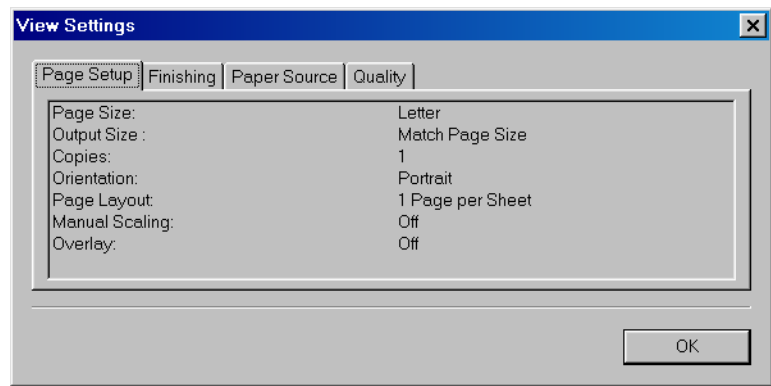 View Settings
Page Setup Finishing Paper Source Quality
Page Size: Letter
Output Size : Match Page Size
Copies: 1
Orientation: Portrait
Page Layout: 1 Page per Sheet
Manual Scaling: Off
Overlay: Off
OK